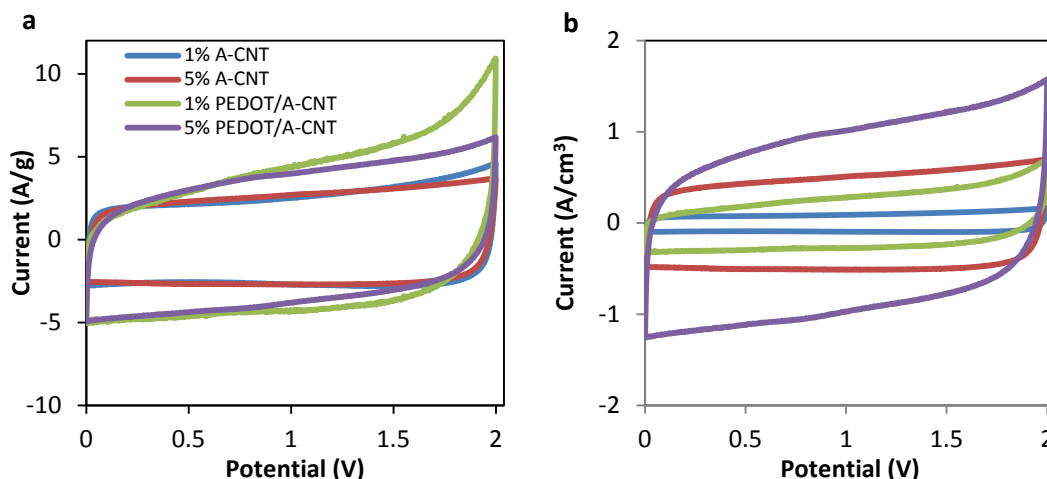 a
1% A-CNT
5% A-CNT
1% PEDOT/A-CNT
5% PEDOT/A-CNT
10
5
0
-5
-10
Current (A/g)
0 0.5 1 1.5 2
Potential (V)
b
2
1
0
-1
-2
Current (A/cm³)
0 0.5 1 1.5 2
Potential (V)